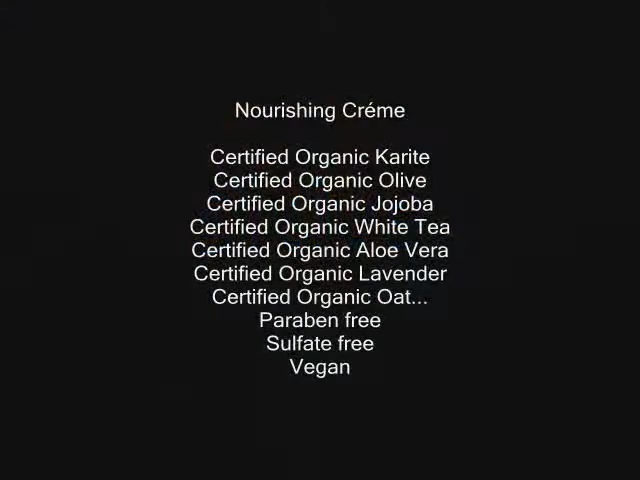 Nourishing Créme
Certified Organic Karite
Certified Organic Olive
Certified Organic Jojoba
Certified Organic White Tea
Certified Organic Aloe Vera
Certified Organic Lavender
Certified Organic Oat...
Paraben free
Sulfate free
Vegan